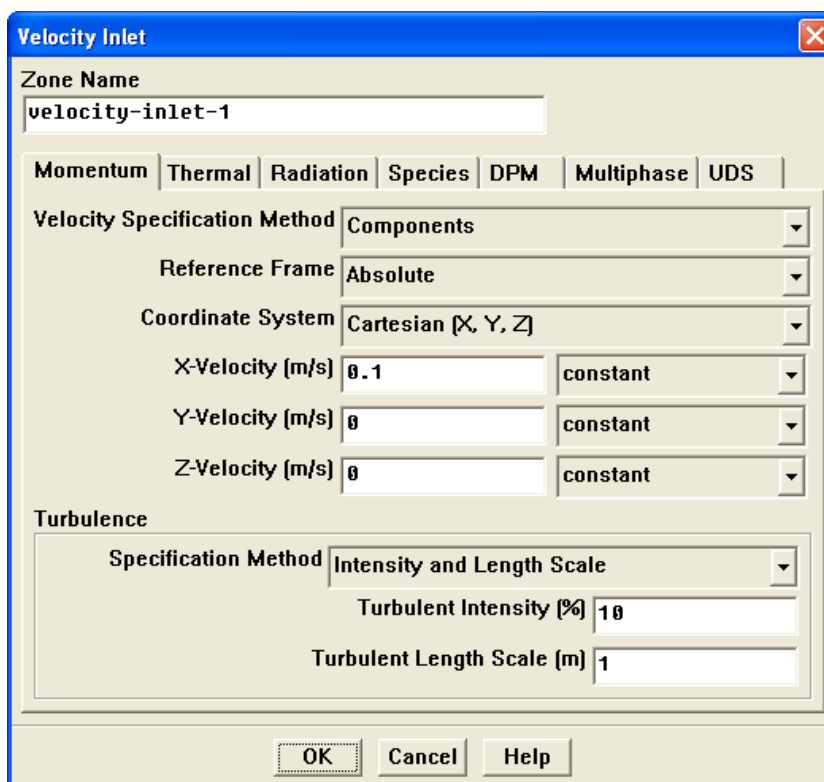 Velocity Inlet
Zone Name
velocity-inlet-1
Momentum Thermal Radiation Species DPM Multiphase UDS
Velocity Specification Method Components
Reference Frame Absolute
Coordinate System Cartesian (X, Y, Z)
X-Velocity (m/s) 0.1 constant
Y-Velocity (m/s) 0 constant
Z-Velocity (m/s) 0 constant
Turbulence
Specification Method Intensity and Length Scale
Turbulent Intensity (%) 10
Turbulent Length Scale (m) 1
OK Cancel Help